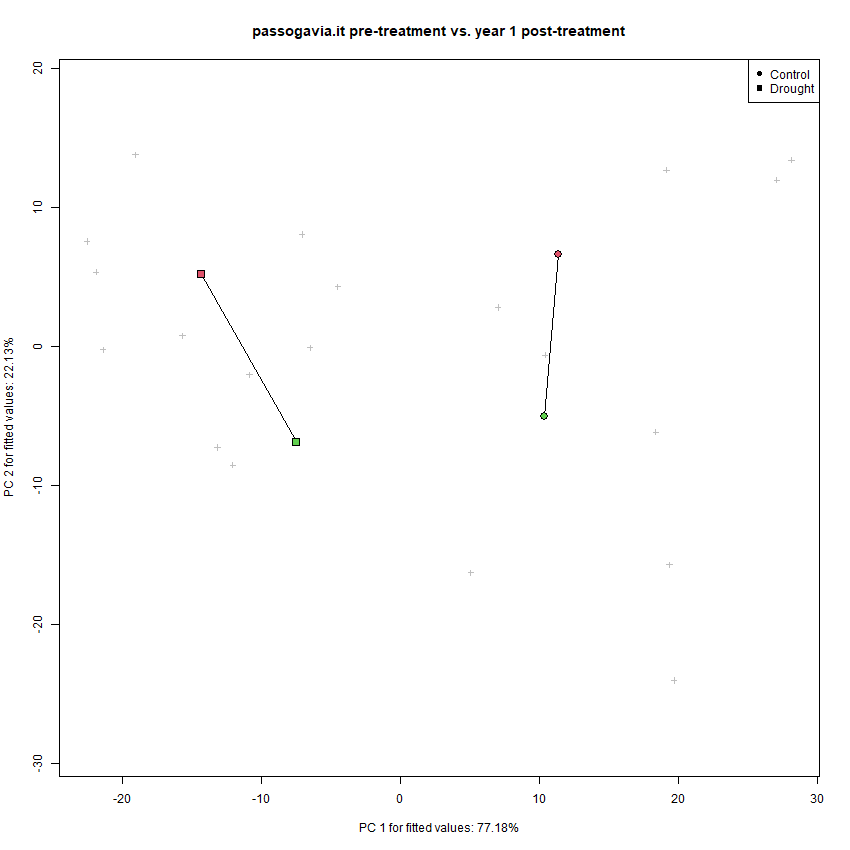 passogavia.it pre-treatment vs. year 1 post-treatment
Control
Drought
20
10
0
-10
-20
-30
PC 2 for fitted values: 22.13%
-20
-10
0
10
20
30
PC 1 for fitted values: 77.18%